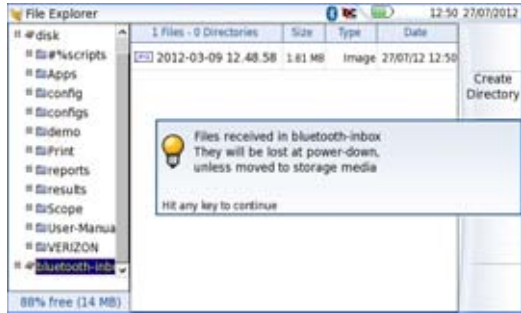 File Explorer
12:50 27/07/2012
disk
#%scripts
Apps
config
configs
demo
Print
reports
results
Scope
User-Manua
VERIZON
bluetooth-inb
88% free (14 MB)
1 Files - 0 Directories Size Type Date
2012-03-09 12.48.58 1.81 MB Image 27/07/12 12:50
Files received in bluetooth-inbox
They will be lost at power-down,
unless moved to storage media
Hit any key to continue
Create
Directory